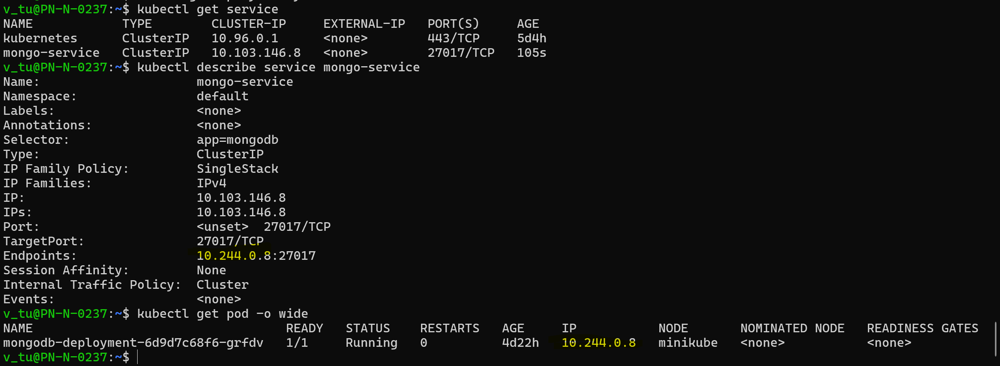 v_tu@PN-N-0237:~$ kubectl get service
NAME            TYPE        CLUSTER-IP     EXTERNAL-IP   PORT(S)     AGE
kubernetes      ClusterIP   10.96.0.1      <none>        443/TCP     5d4h
mongo-service   ClusterIP   10.103.146.8   <none>        27017/TCP   105s
v_tu@PN-N-0237:~$ kubectl describe service mongo-service
Name:                     mongo-service
Namespace:                default
Labels:                   <none>
Annotations:              <none>
Selector:                 app=mongodb
Type:                     ClusterIP
IP Family Policy:         SingleStack
IP Families:              IPv4
IP:                       10.103.146.8
IPs:                      10.103.146.8
Port:                     <unset>  27017/TCP
TargetPort:               27017/TCP
Endpoints:                10.244.0.8:27017
Session Affinity:         None
Internal Traffic Policy:  Cluster
Events:                   <none>
v_tu@PN-N-0237:~$ kubectl get pod -o wide
NAME                                  READY   STATUS    RESTARTS   AGE     IP           NODE       NOMINATED NODE   READINESS GATES
mongodb-deployment-6d9d7c68f6-grfdv   1/1     Running   0          4d22h   10.244.0.8   minikube   <none>           <none>
v_tu@PN-N-0237:~$